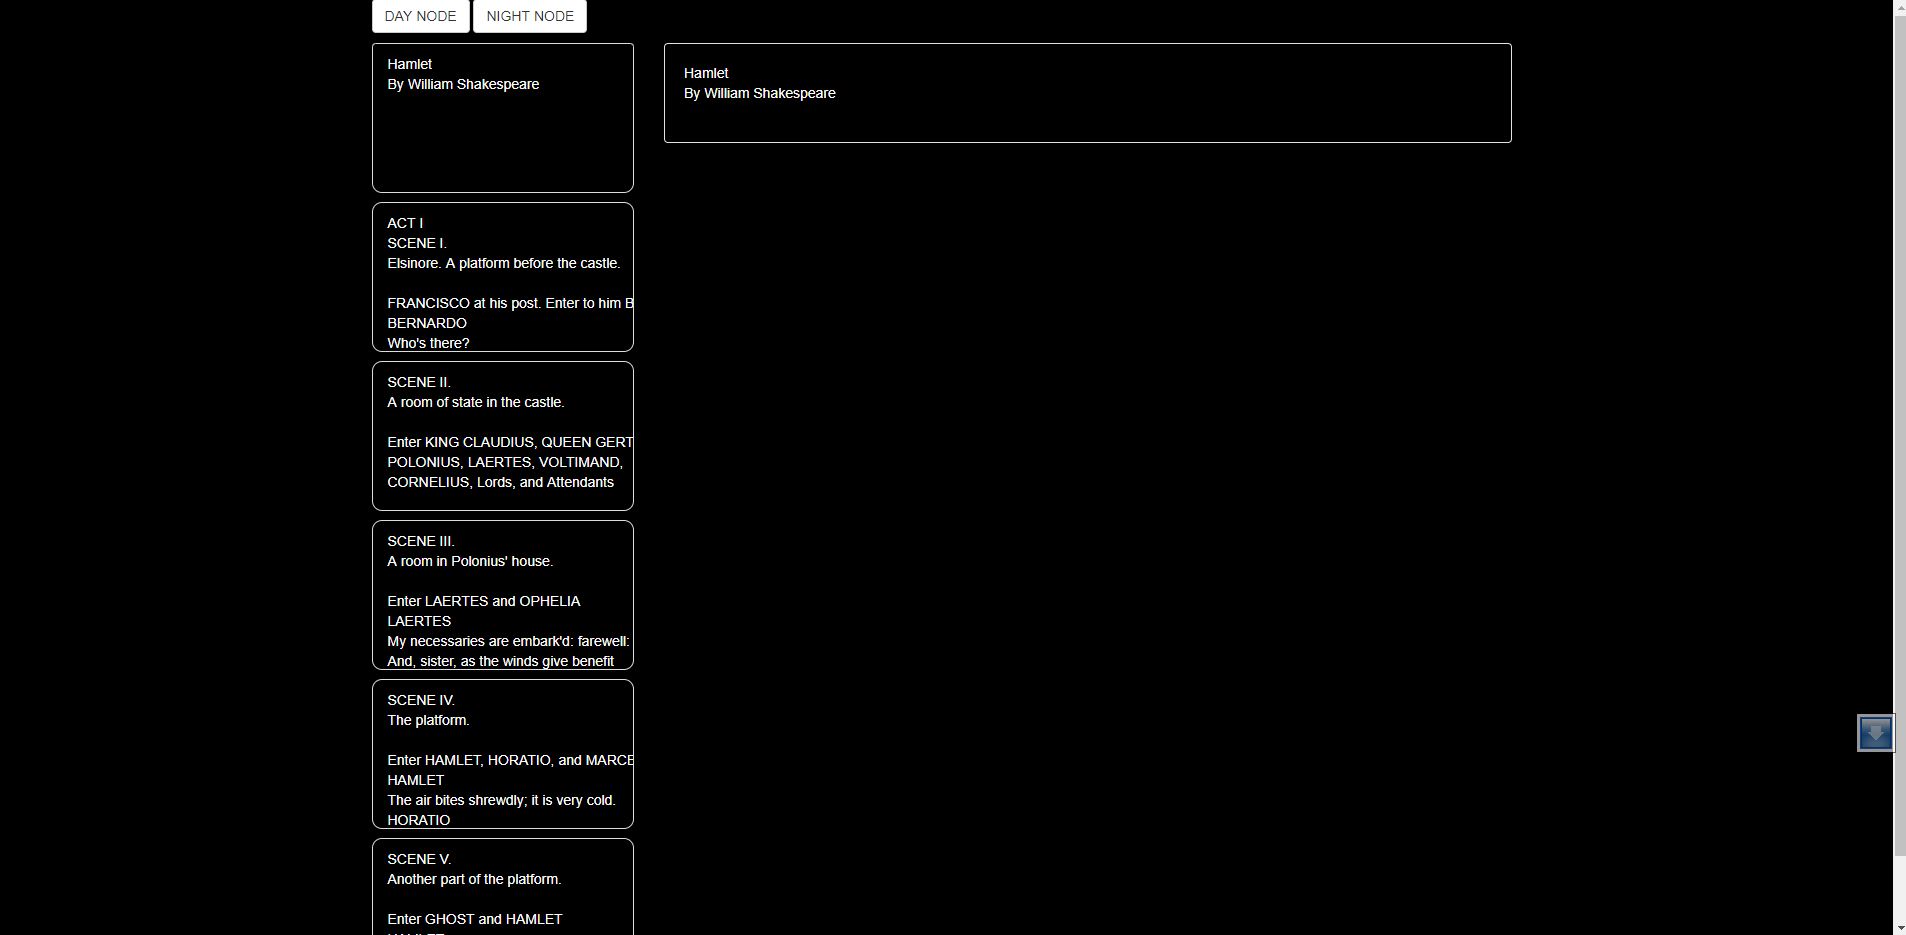 DAY NODE NIGHT NODE
Hamlet
By William Shakespeare
ACT I
SCENE I.
Elsinore. A platform before the castle.
FRANCISCO at his post. Enter to him B
BERNARDO
Who's there?
SCENE II.
A room of state in the castle.
Enter KING CLAUDIUS, QUEEN GERT
POLONIUS, LAERTES, VOLTIMAND,
CORNELIUS, Lords, and Attendants
SCENE III.
A room in Polonius' house.
Enter LAERTES and OPHELIA
LAERTES
My necessaries are embark'd: farewell:
And, sister, as the winds give benefit
SCENE IV.
The platform.
Enter HAMLET, HORATIO, and MARCE
HAMLET
The air bites shrewdly; it is very cold.
HORATIO
SCENE V.
Another part of the platform.
Enter GHOST and HAMLET
Hamlet
By William Shakespeare